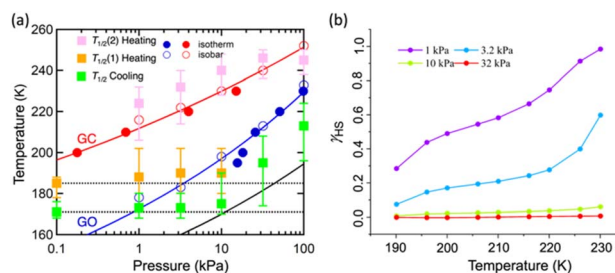 (a)
T1/2(2) Heating
T1/2(1) Heating
T1/2 Cooling
isotherm
isobar
GC
GO
260
240
220
200
180
160
Temperature (K)
0.1
1
10
100
Pressure (kPa)
(b)
1 kPa
3.2 kPa
10 kPa
32 kPa
1.0
0.8
0.6
0.4
0.2
0.0
γHS
190
200
210
220
230
Temperature (K)